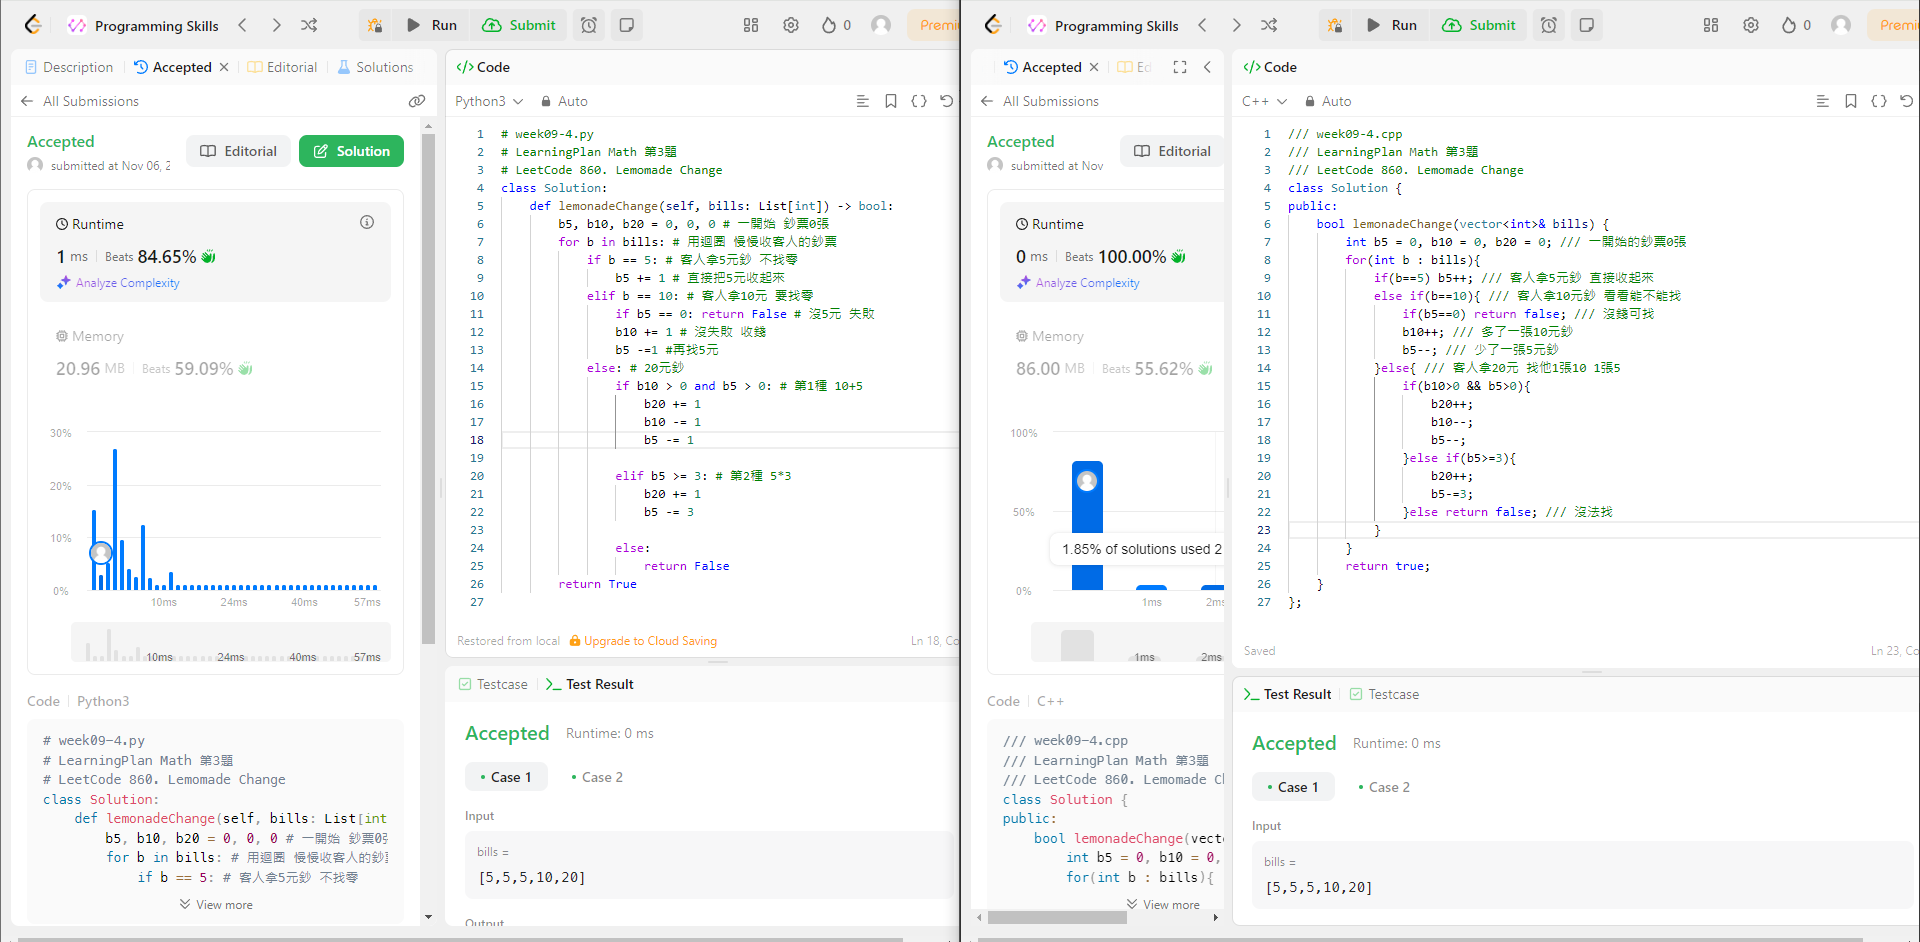 Programming Skills
Run
Submit
0
Premi
Description
Accepted
Editorial
Solutions
All Submissions
Accepted
submitted at Nov 06, 2
Editorial
Solution
Runtime
1 ms
Beats 84.65%
Analyze Complexity
Memory
20.96 MB
Beats 59.09%
30%
20%
10%
0%
10ms 24ms 40ms 57ms
10ms 24ms 40ms 57ms
Code
Python3
# week09-4.py
# LearningPlan Math 第3題
# LeetCode 860. Lemomade Change
class Solution:
def lemonadeChange(self, bills: List[int
b5, b10, b20 = 0, 0, 0 # 一開始 鈔票0張
for b in bills: # 用迴圈 慢慢收客人的鈔票
if b == 5: # 客人拿5元鈔 不找零
View more
</> Code
Python3
Auto
1 # week09-4.py
2 # LearningPlan Math 第3題
3 # LeetCode 860. Lemomade Change
4 class Solution:
5 def lemonadeChange(self, bills: List[int]) -> bool:
6 b5, b10, b20 = 0, 0, 0 # 一開始 鈔票0張
7 for b in bills: # 用迴圈 慢慢收客人的鈔票
8 if b == 5: # 客人拿5元鈔 不找零
9 b5 += 1 # 直接把5元收起來
10 elif b == 10: # 客人拿10元 要找零
11 if b5 == 0: return False # 沒5元 失敗
12 b10 += 1 # 沒失敗 收錢
13 b5 -=1 #再找5元
14 else: # 20元鈔
15 if b10 > 0 and b5 > 0: # 第1種 10+5
16 b20 += 1
17 b10 -= 1
18 b5 -= 1
19
20 elif b5 >= 3: # 第2種 5*3
21 b20 += 1
22 b5 -= 3
23
24 else:
25 return False
26 return True
27
Restored from local
Upgrade to Cloud Saving
Ln 18, Co
Testcase
>_ Test Result
Accepted
Runtime: 0 ms
• Case 1
• Case 2
Input
bills =
[5,5,5,10,20]
Output
Programming Skills
Run
Submit
0
Premi
Accepted
Ed
All Submissions
Accepted
submitted at Nov
Editorial
Runtime
0 ms
Beats 100.00%
Analyze Complexity
Memory
86.00 MB
Beats 55.62%
100%
50%
0%
1.85% of solutions used 2
1ms 2ms
1ms 2ms
Code
C++
/// week09-4.cpp
/// LearningPlan Math 第3題
/// LeetCode 860. Lemomade Ch
class Solution {
public:
bool lemonadeChange(vect
int b5 = 0, b10 = 0,
for(int b : bills){
View more
</> Code
C++
Auto
1 /// week09-4.cpp
2 /// LearningPlan Math 第3題
3 /// LeetCode 860. Lemomade Change
4 class Solution {
5 public:
6 bool lemonadeChange(vector<int>& bills) {
7 int b5 = 0, b10 = 0, b20 = 0; /// 一開始的鈔票0張
8 for(int b : bills){
9 if(b==5) b5++; /// 客人拿5元鈔 直接收起來
10 else if(b==10){ /// 客人拿10元鈔 看看能不能找
11 if(b5==0) return false; /// 沒錢可找
12 b10++; /// 多了一張10元鈔
13 b5--; /// 少了一張5元鈔
14 }else{ /// 客人拿20元 找他1張10 1張5
15 if(b10>0 && b5>0){
16 b20++;
17 b10--;
18 b5--;
19 }else if(b5>=3){
20 b20++;
21 b5-=3;
22 }else return false; /// 沒法找
23 }
24 }
25 return true;
26 }
27 };
Saved
Ln 23, Co
>_ Test Result
Testcase
Accepted
Runtime: 0 ms
• Case 1
• Case 2
Input
bills =
[5,5,5,10,20]